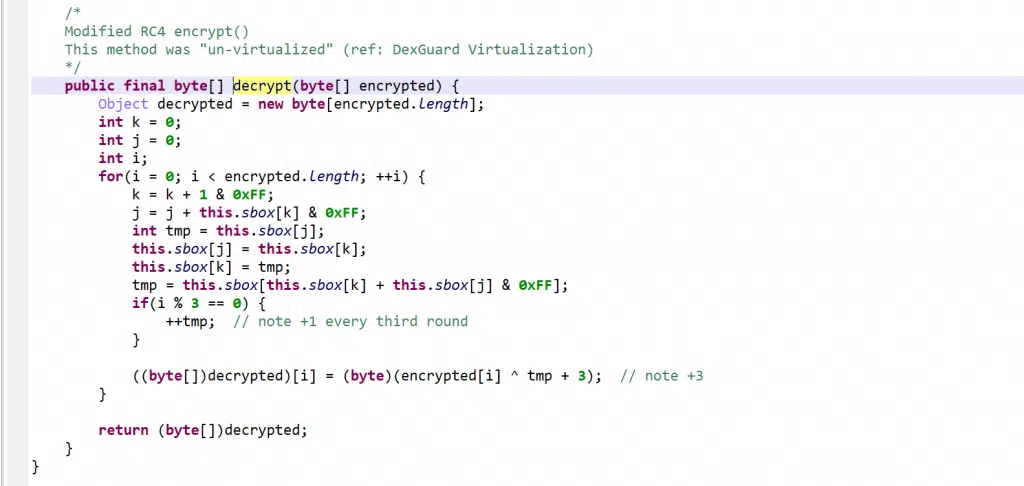 /*
Modified RC4 encrypt()
This method was "un-virtualized" (ref: DexGuard Virtualization)
*/
public final byte[] decrypt(byte[] encrypted) {
Object decrypted = new byte[encrypted.length];
int k = 0;
int j = 0;
int i;
for(i = 0; i < encrypted.length; ++i) {
k = k + 1 & 0xFF;
j = j + this.sbox[k] & 0xFF;
int tmp = this.sbox[j];
this.sbox[j] = this.sbox[k];
this.sbox[k] = tmp;
tmp = this.sbox[this.sbox[k] + this.sbox[j] & 0xFF];
if(i % 3 == 0) {
++tmp;  // note +1 every third round
}
((byte[])decrypted)[i] = (byte)(encrypted[i] ^ tmp + 3);  // note +3
}
return (byte[])decrypted;
}
}